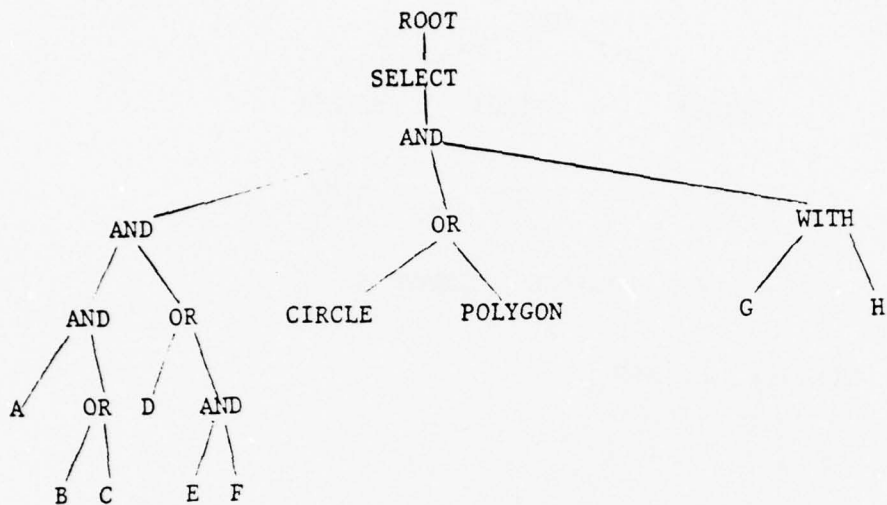 ROOT
SELECT
AND
AND OR WITH
AND OR CIRCLE POLYGON G H
A OR D AND
B C E F